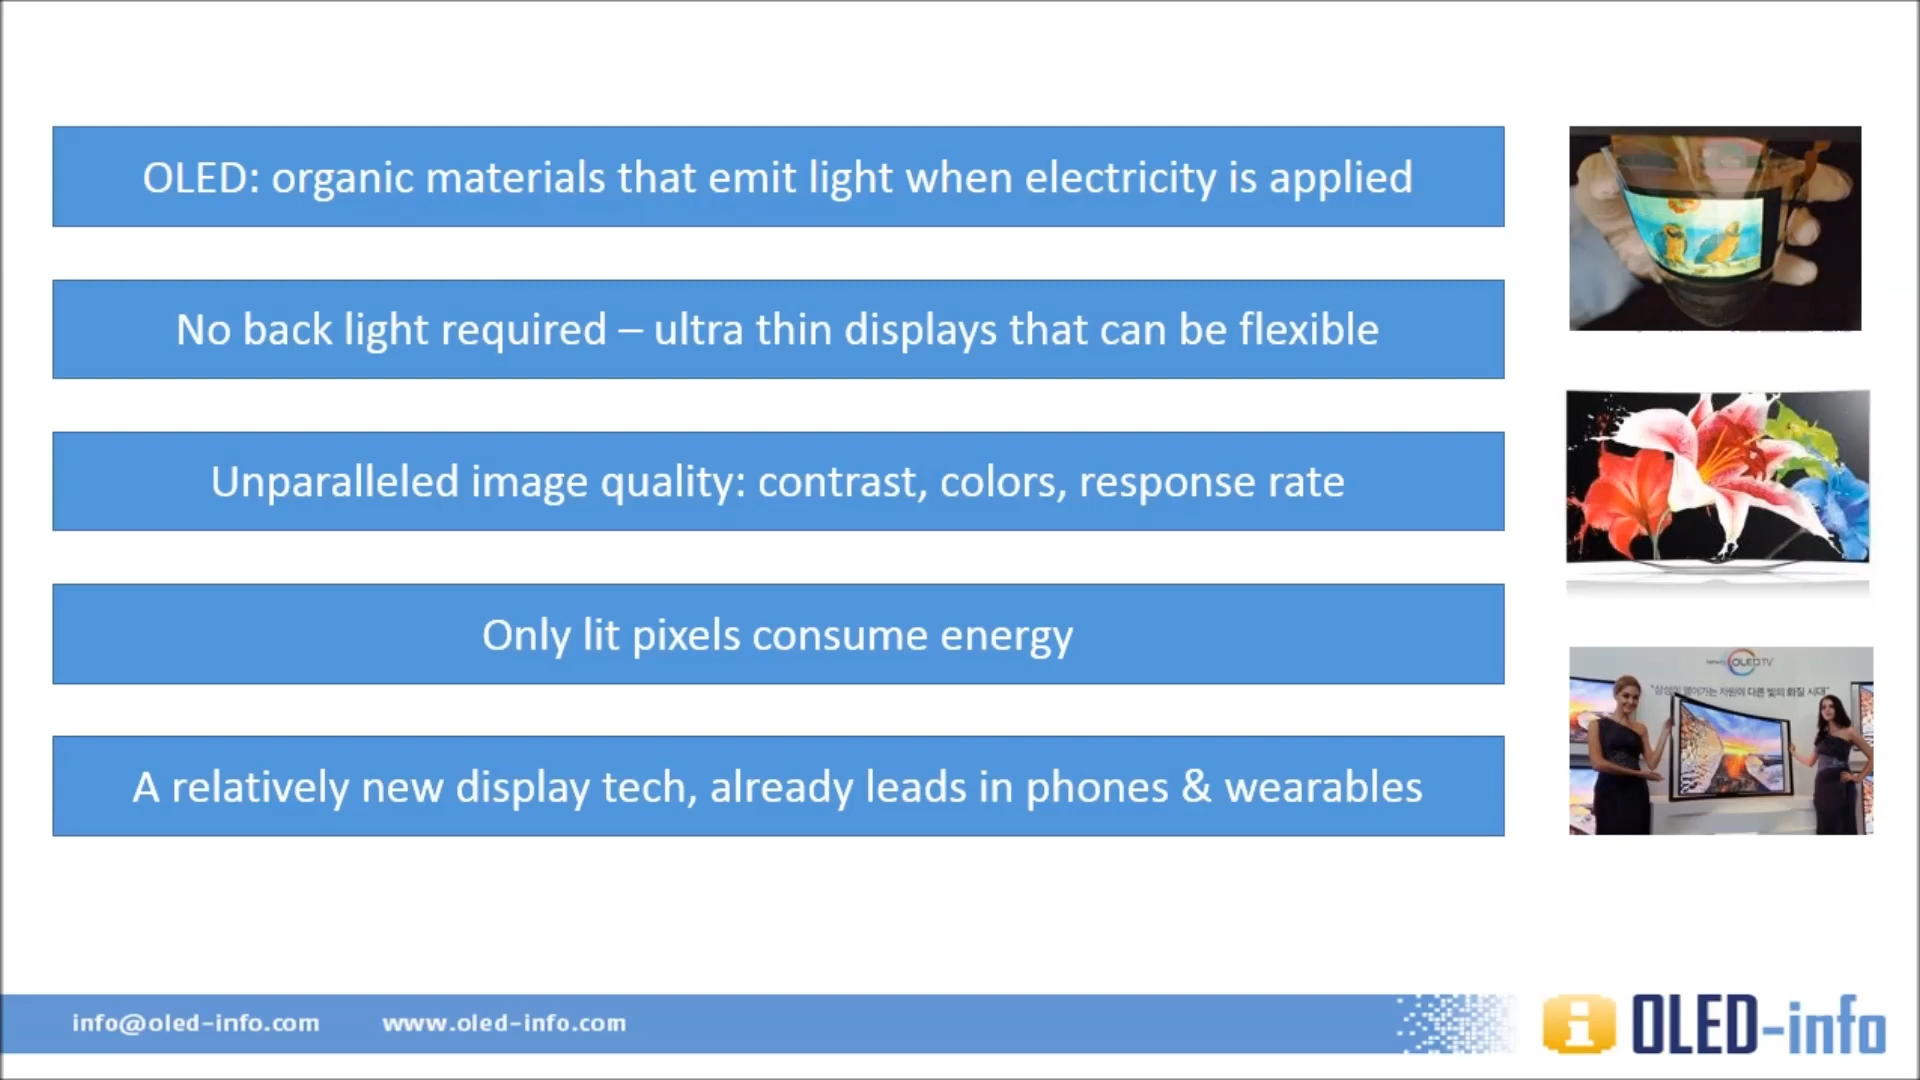 OLED: organic materials that emit light when electricity is applied
No back light required – ultra thin displays that can be flexible
Unparalleled image quality: contrast, colors, response rate
Only lit pixels consume energy
A relatively new display tech, already leads in phones & wearables
OLED TV
info@oled-info.com
www.oled-info.com
i OLED-info